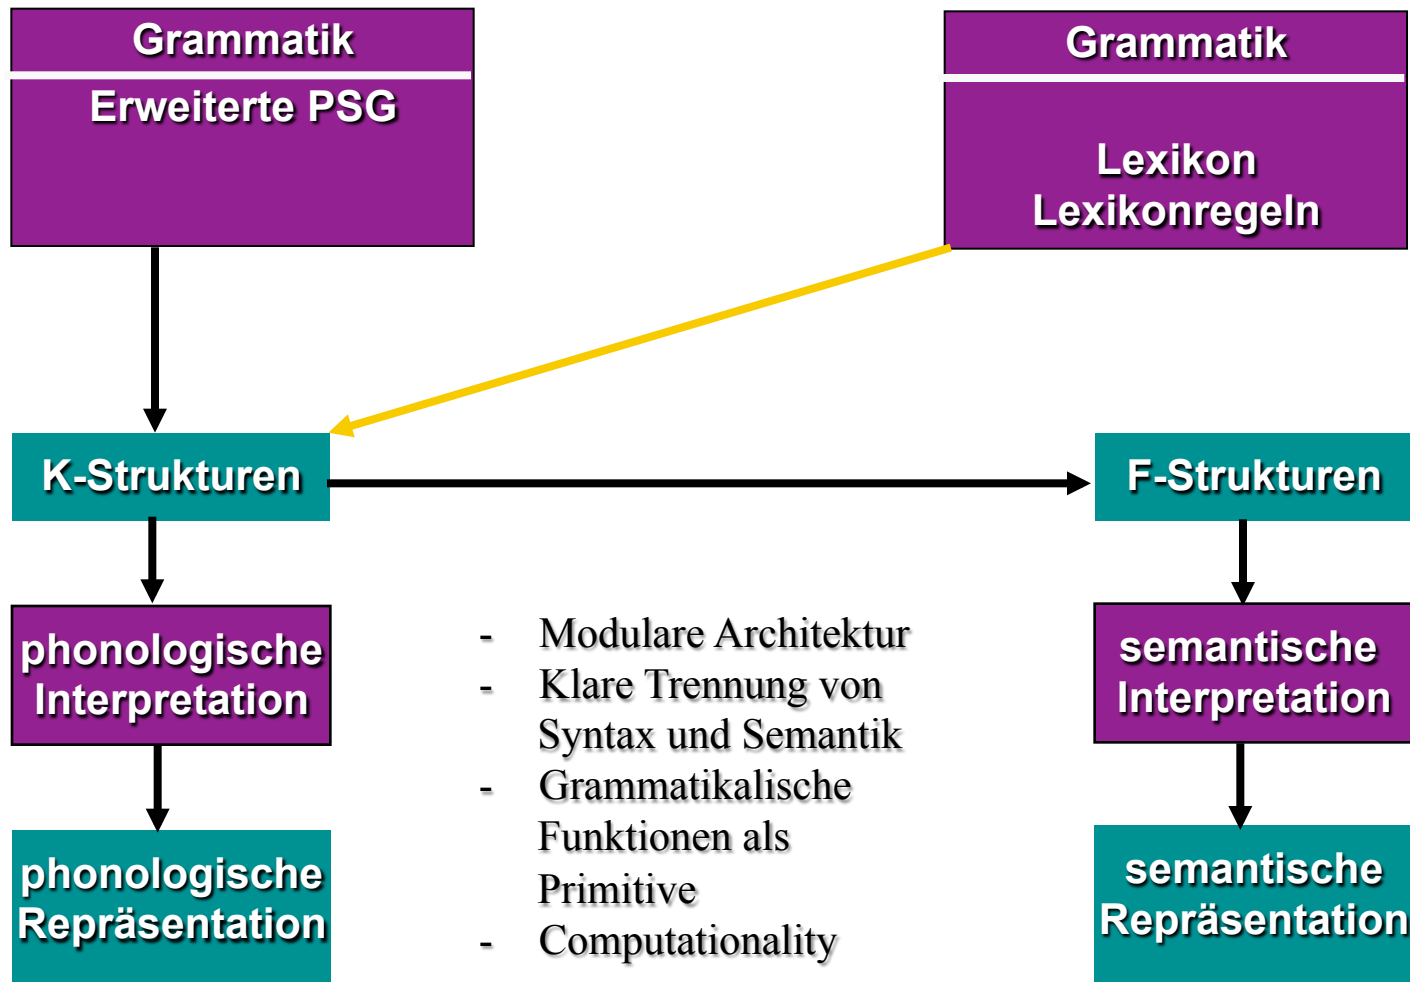 Grammatik
Erweiterte PSG
Grammatik
Lexikon
Lexikonregeln
K-Strukturen
F-Strukturen
phonologische
Interpretation
- Modulare Architektur
- Klare Trennung von
Syntax und Semantik
- Grammatikalische
Funktionen als
Primitive
- Computationality
semantische
Interpretation
phonologische
Repräsentation
semantische
Repräsentation